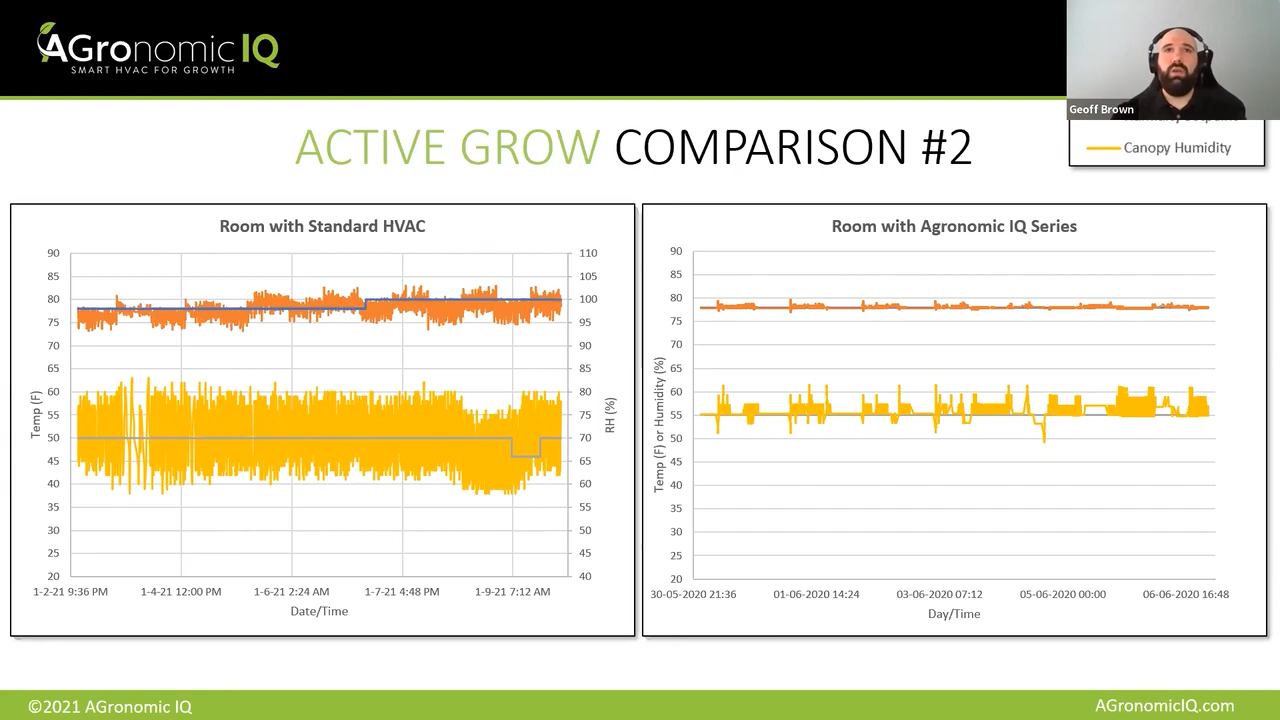 AGronomic IQ
SMART HVAC FOR GROWTH
Geoff Brown
Canopy Humidity
ACTIVE GROW COMPARISON #2
Room with Standard HVAC
90
85
80
75
70
65
60
55
50
45
40
35
30
25
20
Temp (F)
110
105
100
95
90
85
80
75
70
65
60
55
50
45
40
RH (%)
1-2-21 9:36 PM 1-4-21 12:00 PM 1-6-21 2:24 AM 1-7-21 4:48 PM 1-9-21 7:12 AM
Date/Time
Room with Agronomic IQ Series
90
85
80
75
70
65
60
55
50
45
40
35
30
25
20
Temp (F) or Humidity (%)
30-05-2020 21:36 01-06-2020 14:24 03-06-2020 07:12 05-06-2020 00:00 06-06-2020 16:48
Day/Time
©2021 AGronomic IQ
AGronomicIQ.com